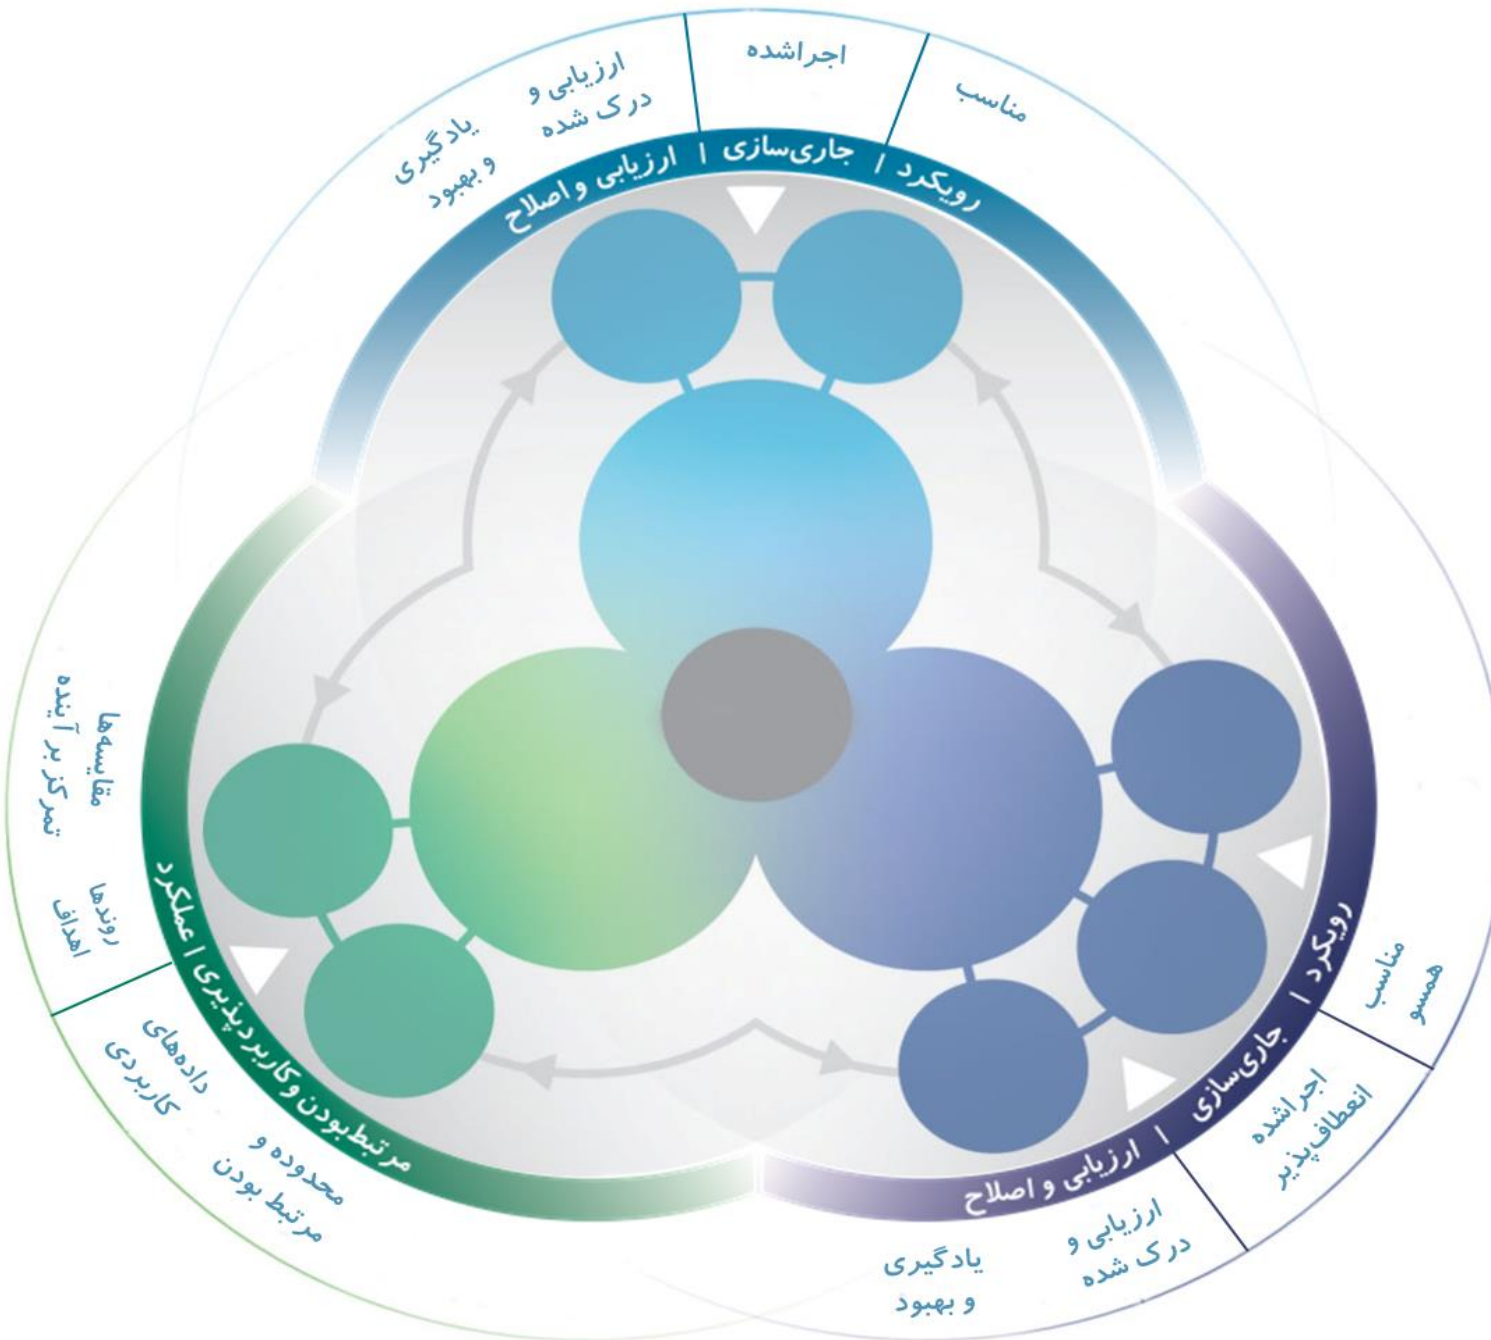 مناسب
اجراشده
ارزیابی و
درک شده
یادگیری
و بهبود
رویکرد | جاری‌سازی | ارزیابی و اصلاح
مناسب
همسو
اجراشده
انعطاف‌پذیر
ارزیابی و
درک شده
یادگیری
و بهبود
رویکرد | جاری‌سازی | ارزیابی و اصلاح
مقایسه‌ها
تمرکز بر آینده
روندها
اهداف
داده‌های
کاربردی
محدوده و
مرتبط بودن
مرتبط‌بودن و کاربردپذیری | عملکرد